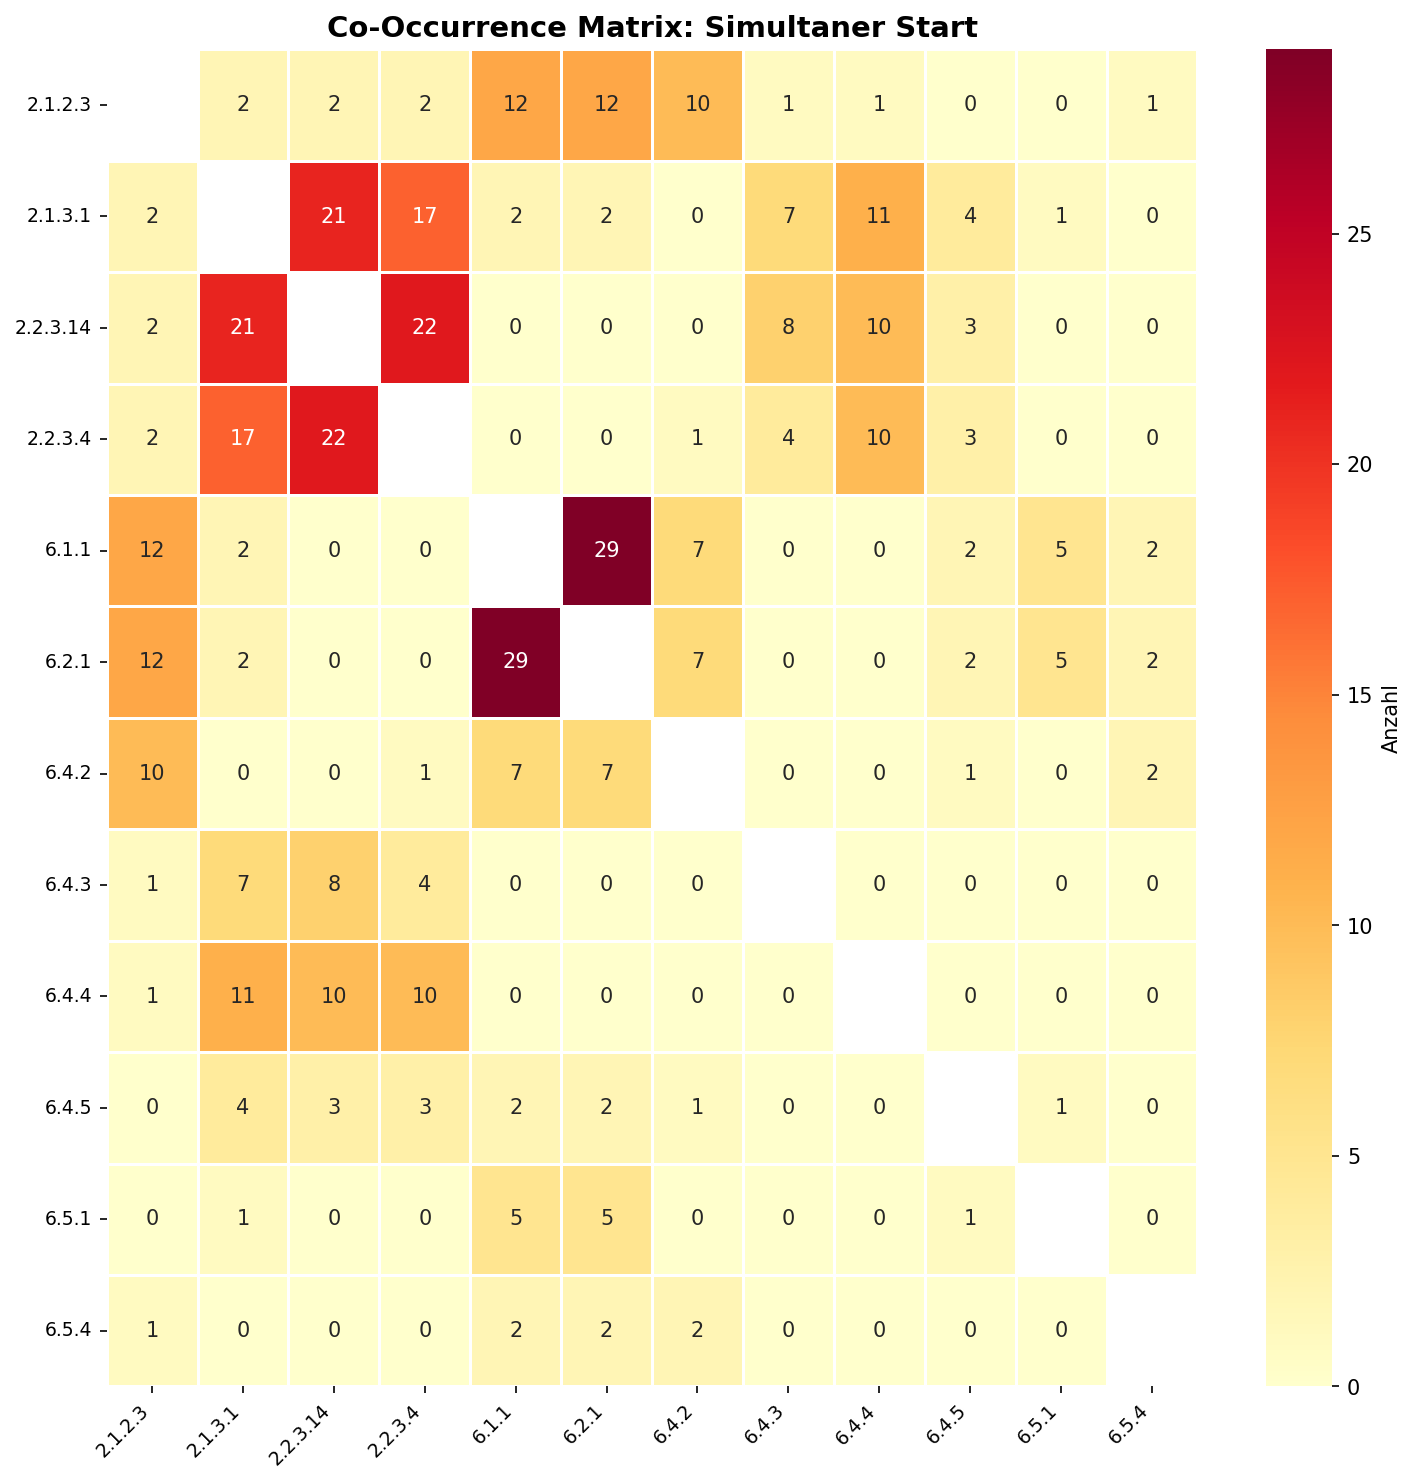 Co-Occurrence Matrix: Simultaner Start
2.1.2.3 2 2 2 12 12 10 1 1 0 0 1
2.1.3.1 2 21 17 2 2 0 7 11 4 1 0
2.2.3.14 2 21 22 0 0 0 8 10 3 0 0
2.2.3.4 2 17 22 0 0 1 4 10 3 0 0
6.1.1 12 2 0 0 29 7 0 0 2 5 2
6.2.1 12 2 0 0 29 7 0 0 2 5 2
6.4.2 10 0 0 1 7 7 0 0 1 0 2
6.4.3 1 7 8 4 0 0 0 0 0 0 0
6.4.4 1 11 10 10 0 0 0 0 0 0 0
6.4.5 0 4 3 3 2 2 1 0 0 1 0
6.5.1 0 1 0 0 5 5 0 0 0 1 0
6.5.4 1 0 0 0 2 2 2 0 0 0 0
2.1.2.3 2.1.3.1 2.2.3.14 2.2.3.4 6.1.1 6.2.1 6.4.2 6.4.3 6.4.4 6.4.5 6.5.1 6.5.4
25
20
15
10
5
0
Anzahl